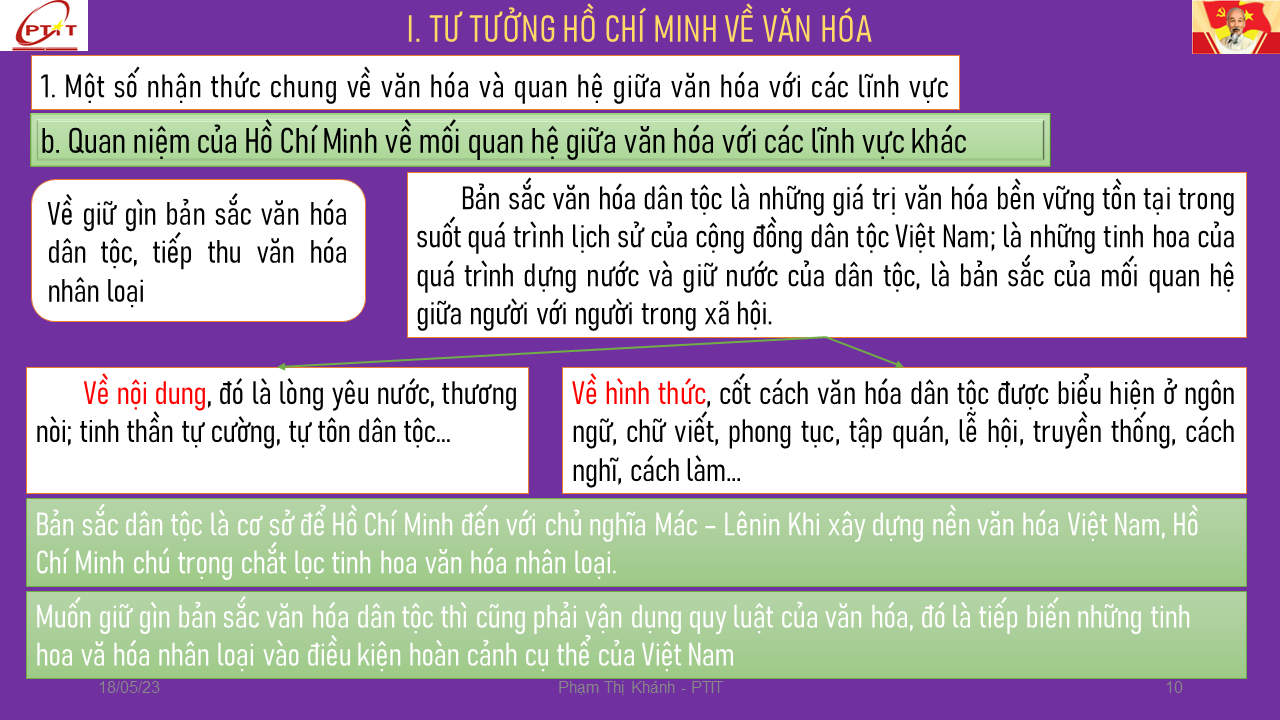 PTIT
I. TƯ TƯỞNG HỒ CHÍ MINH VỀ VĂN HÓA
1. Một số nhận thức chung về văn hóa và quan hệ giữa văn hóa với các lĩnh vực
b. Quan niệm của Hồ Chí Minh về mối quan hệ giữa văn hóa với các lĩnh vực khác
Về giữ gìn bản sắc văn hóa
dân tộc, tiếp thu văn hóa
nhân loại
Bản sắc văn hóa dân tộc là những giá trị văn hóa bền vững tồn tại trong
suốt quá trình lịch sử của cộng đồng dân tộc Việt Nam; là những tinh hoa của
quá trình dựng nước và giữ nước của dân tộc, là bản sắc của mối quan hệ
giữa người với người trong xã hội.
Về nội dung, đó là lòng yêu nước, thương
nòi; tinh thần tự cường, tự tôn dân tộc...
Về hình thức, cốt cách văn hóa dân tộc được biểu hiện ở ngôn
ngữ, chữ viết, phong tục, tập quán, lễ hội, truyền thống, cách
nghĩ, cách làm...
Bản sắc dân tộc là cơ sở để Hồ Chí Minh đến với chủ nghĩa Mác – Lênin Khi xây dựng nền văn hóa Việt Nam, Hồ
Chí Minh chú trọng chắt lọc tinh hoa văn hóa nhân loại.
Muốn giữ gìn bản sắc văn hóa dân tộc thì cũng phải vận dụng quy luật của văn hóa, đó là tiếp biến những tinh
hoa vă hóa nhân loại vào điều kiện hoàn cảnh cụ thể của Việt Nam
18/05/23
Phạm Thị Khánh - PTIT
10